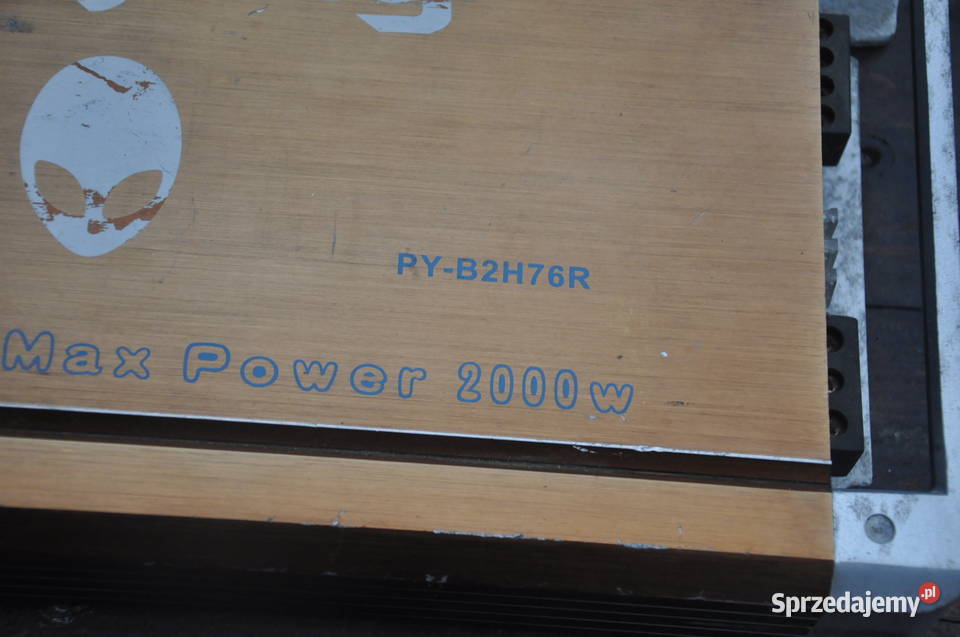 PY-B2H76R
Max Power 2000w
Sprzedajemy.pl